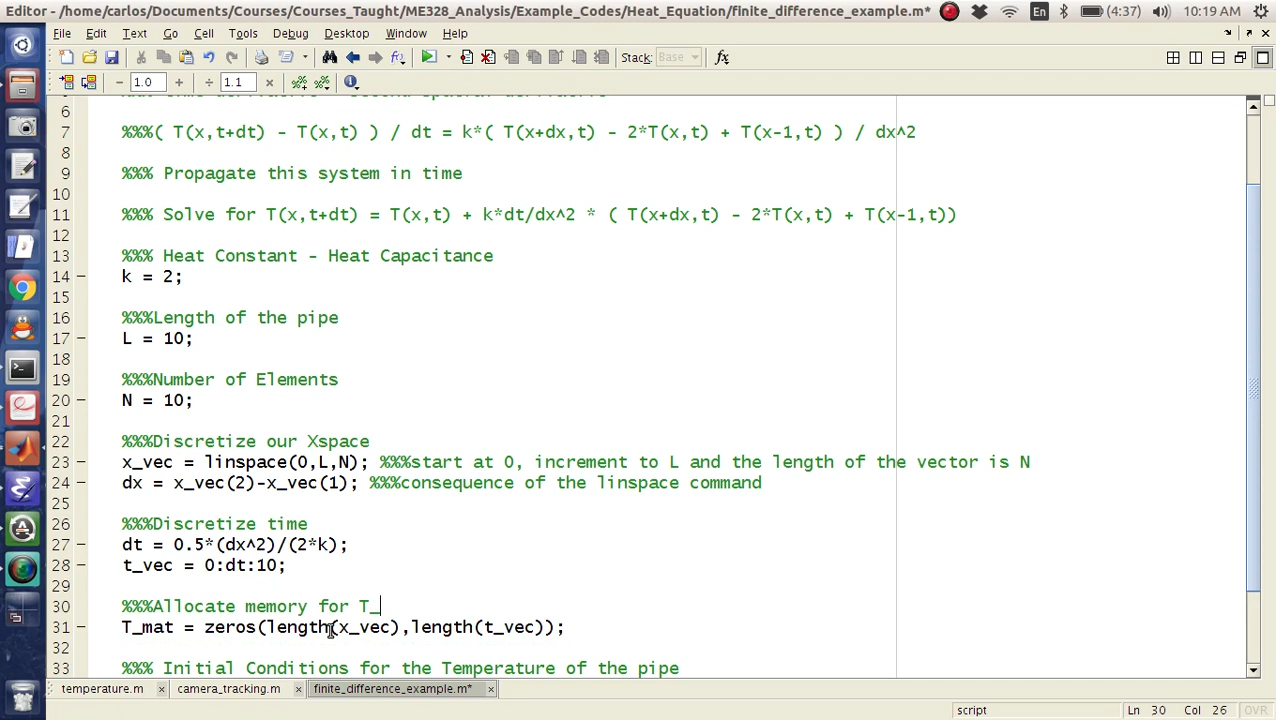 Editor - /home/carlos/Documents/Courses/Courses_Taught/ME328_Analysis/Example_Codes/Heat_Equation/finite_difference_example.m* En (4:37) 10:19 AM
File Edit Text Go Cell Tools Debug Desktop Window Help
Stack: Base fx
- 1.0 + ÷ 1.1 ×
6
7 %%%( T(x,t+dt) - T(x,t) ) / dt = k*( T(x+dx,t) - 2*T(x,t) + T(x-1,t) ) / dx^2
8
9 %%% Propagate this system in time
10
11 %%% Solve for T(x,t+dt) = T(x,t) + k*dt/dx^2 * ( T(x+dx,t) - 2*T(x,t) + T(x-1,t))
12
13 %%% Heat Constant - Heat Capacitance
14 - k = 2;
15
16 %%%Length of the pipe
17 - L = 10;
18
19 %%%Number of Elements
20 - N = 10;
21
22 %%%Discretize our Xspace
23 - x_vec = linspace(0,L,N); %%%start at 0, increment to L and the length of the vector is N
24 - dx = x_vec(2)-x_vec(1); %%%consequence of the linspace command
25
26 %%%Discretize time
27 - dt = 0.5*(dx^2)/(2*k);
28 - t_vec = 0:dt:10;
29
30 %%%Allocate memory for T_
31 - T_mat = zeros(length(x_vec),length(t_vec));
32
33 %%% Initial Conditions for the Temperature of the pipe
temperature.m × camera_tracking.m × finite_difference_example.m* ×
script Ln 30 Col 26 OVR